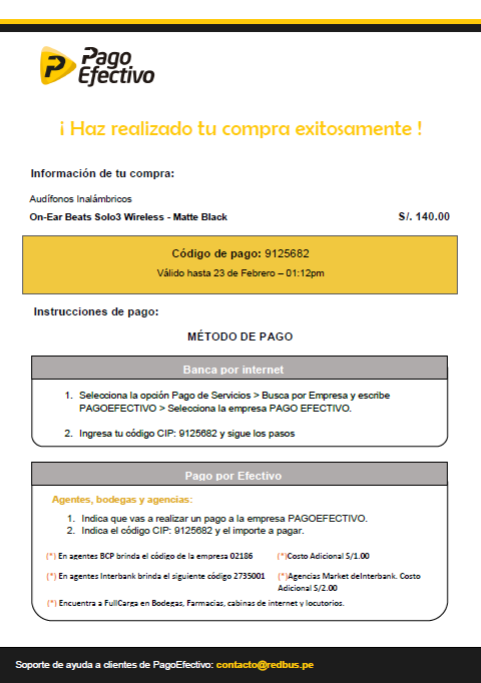 Pago
Efectivo
¡ Haz realizado tu compra exitosamente !
Información de tu compra:
Audífonos Inalámbricos
On-Ear Beats Solo3 Wireless - Matte Black S/. 140.00
Código de pago: 9125682
Válido hasta 23 de Febrero – 01:12pm
Instrucciones de pago:
MÉTODO DE PAGO
Banca por internet
1. Selecciona la opción Pago de Servicios > Busca por Empresa y escribe
PAGOEFECTIVO > Selecciona la empresa PAGO EFECTIVO.
2. Ingresa tu código CIP: 9125682 y sigue los pasos
Pago por Efectivo
Agentes, bodegas y agencias:
1. Indica que vas a realizar un pago a la empresa PAGOEFECTIVO.
2. Indica el código CIP: 9125682 y el importe a pagar.
(*) En agentes BCP brinda el código de la empresa 02186 (*)Costo Adicional S/1.00
(*) En agentes Interbank brinda el siguiente código 2735001 (*)Agencias Market deInterbank. Costo
Adicional S/2.00
(*) Encuentra a FullCarga en Bodegas, Farmacias, cabinas de internet y locutorios.
Soporte de ayuda a clientes de PagoEfectivo: contacto@redbus.pe